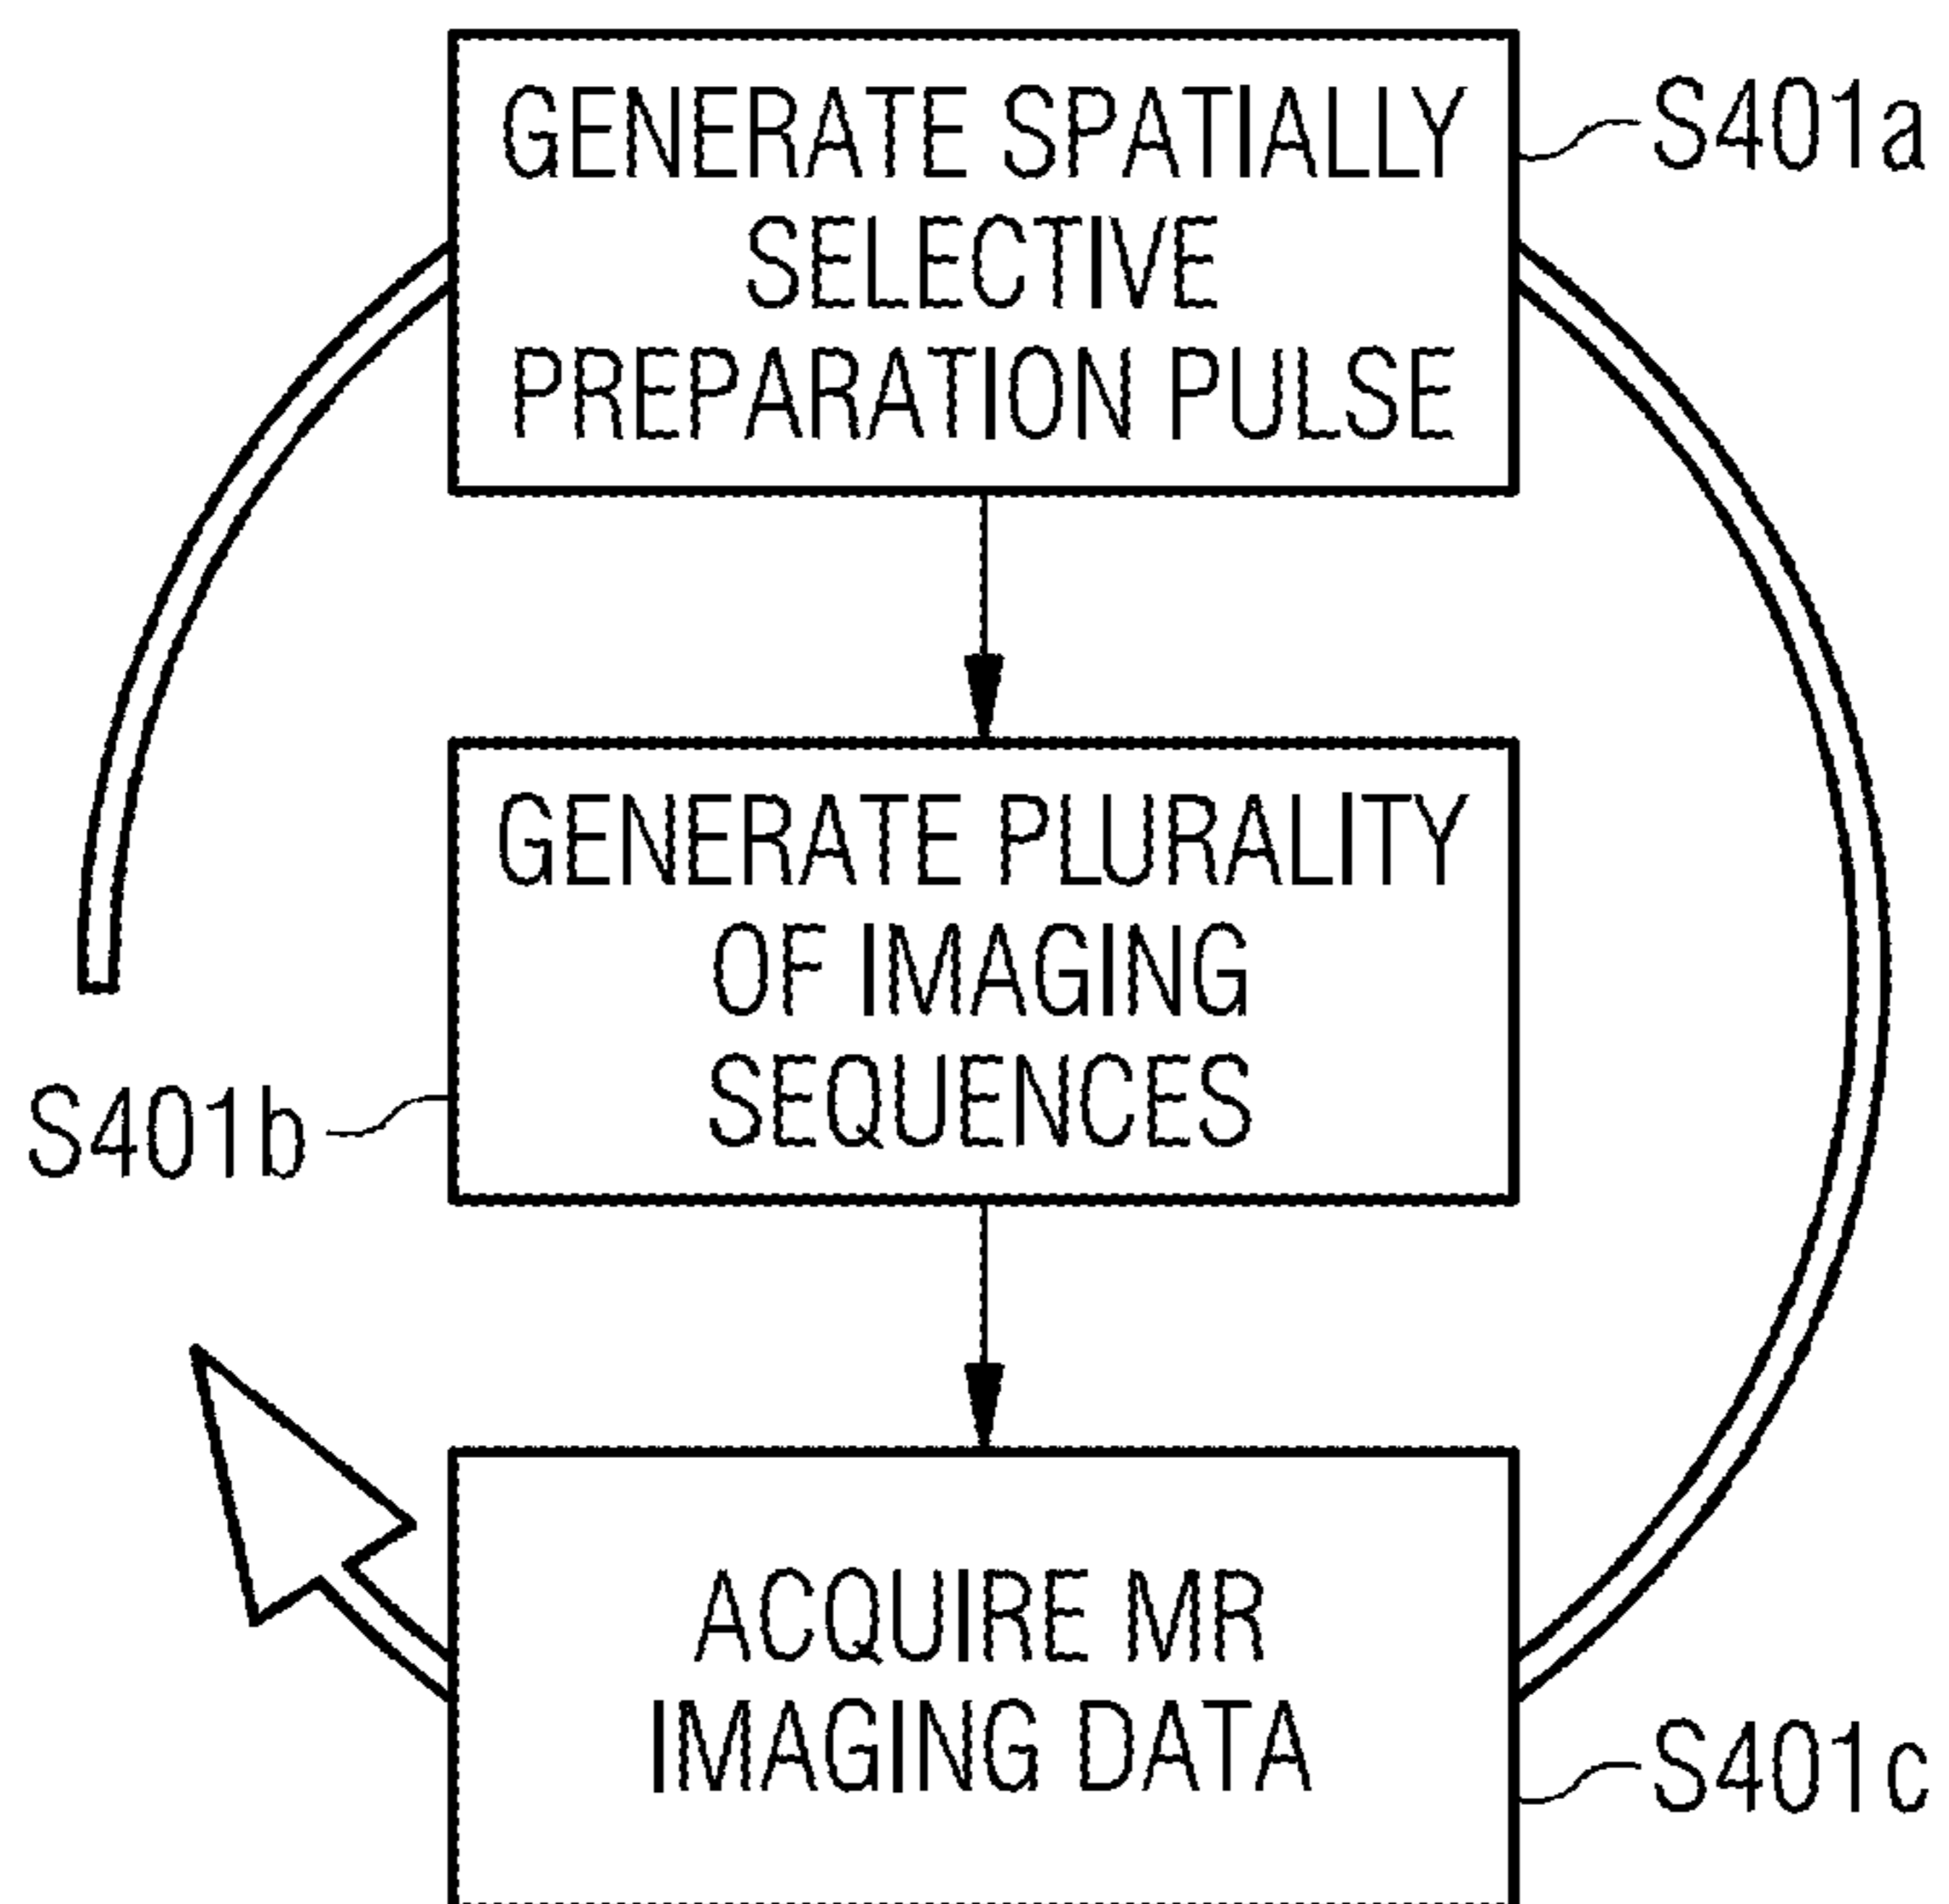 GENERATE SPATIALLY
SELECTIVE
PREPARATION PULSE
S401a
GENERATE PLURALITY
OF IMAGING
SEQUENCES
S401b
ACQUIRE MR
IMAGING DATA
S401c